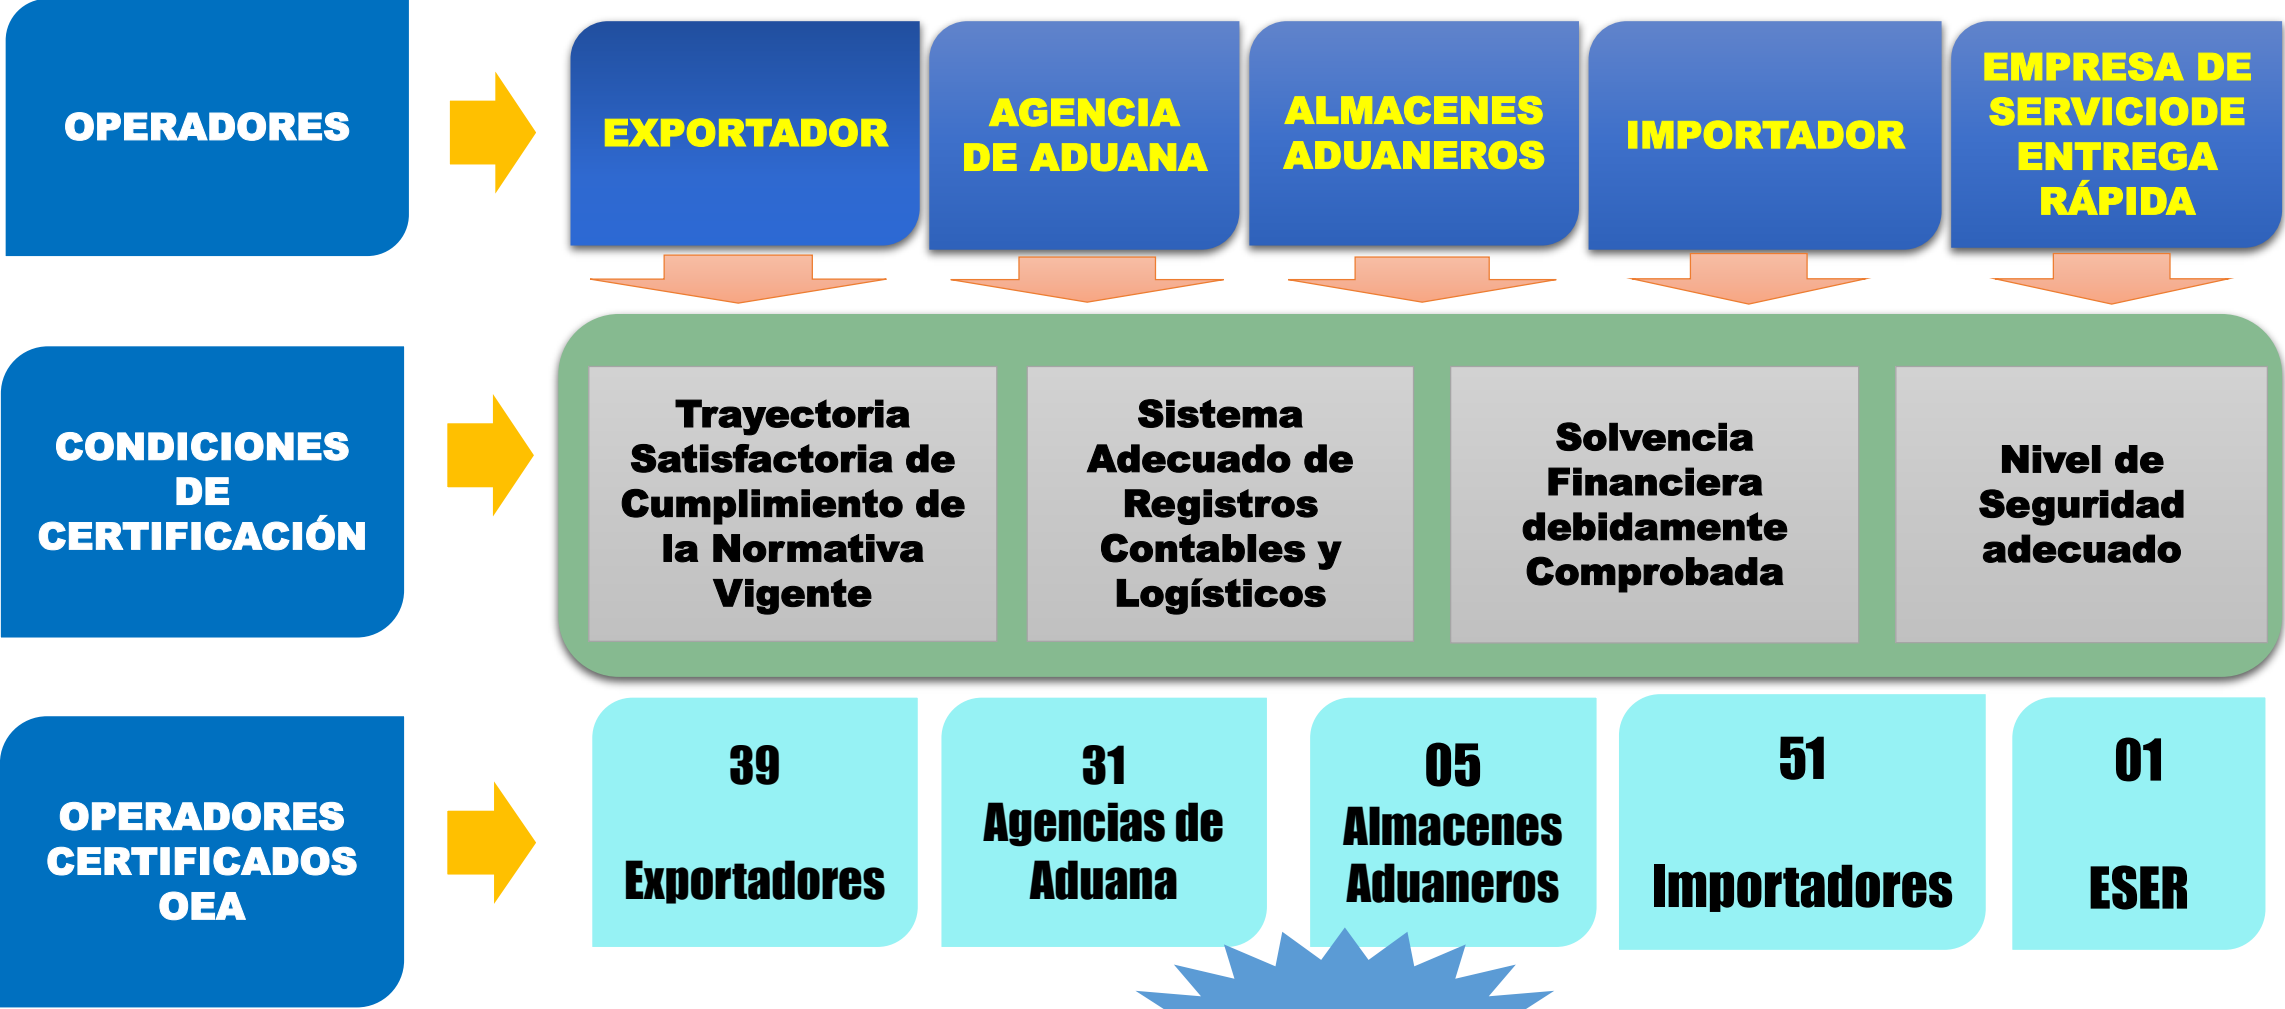 OPERADORES
EXPORTADOR
AGENCIA
DE ADUANA
ALMACENES
ADUANEROS
IMPORTADOR
EMPRESA DE
SERVICIODE
ENTREGA
RÁPIDA
CONDICIONES
DE
CERTIFICACIÓN
Trayectoria
Satisfactoria de
Cumplimiento de
la Normativa
Vigente
Sistema
Adecuado de
Registros
Contables y
Logísticos
Solvencia
Financiera
debidamente
Comprobada
Nivel de
Seguridad
adecuado
OPERADORES
CERTIFICADOS
OEA
39
Exportadores
31
Agencias de
Aduana
05
Almacenes
Aduaneros
51
Importadores
01
ESER